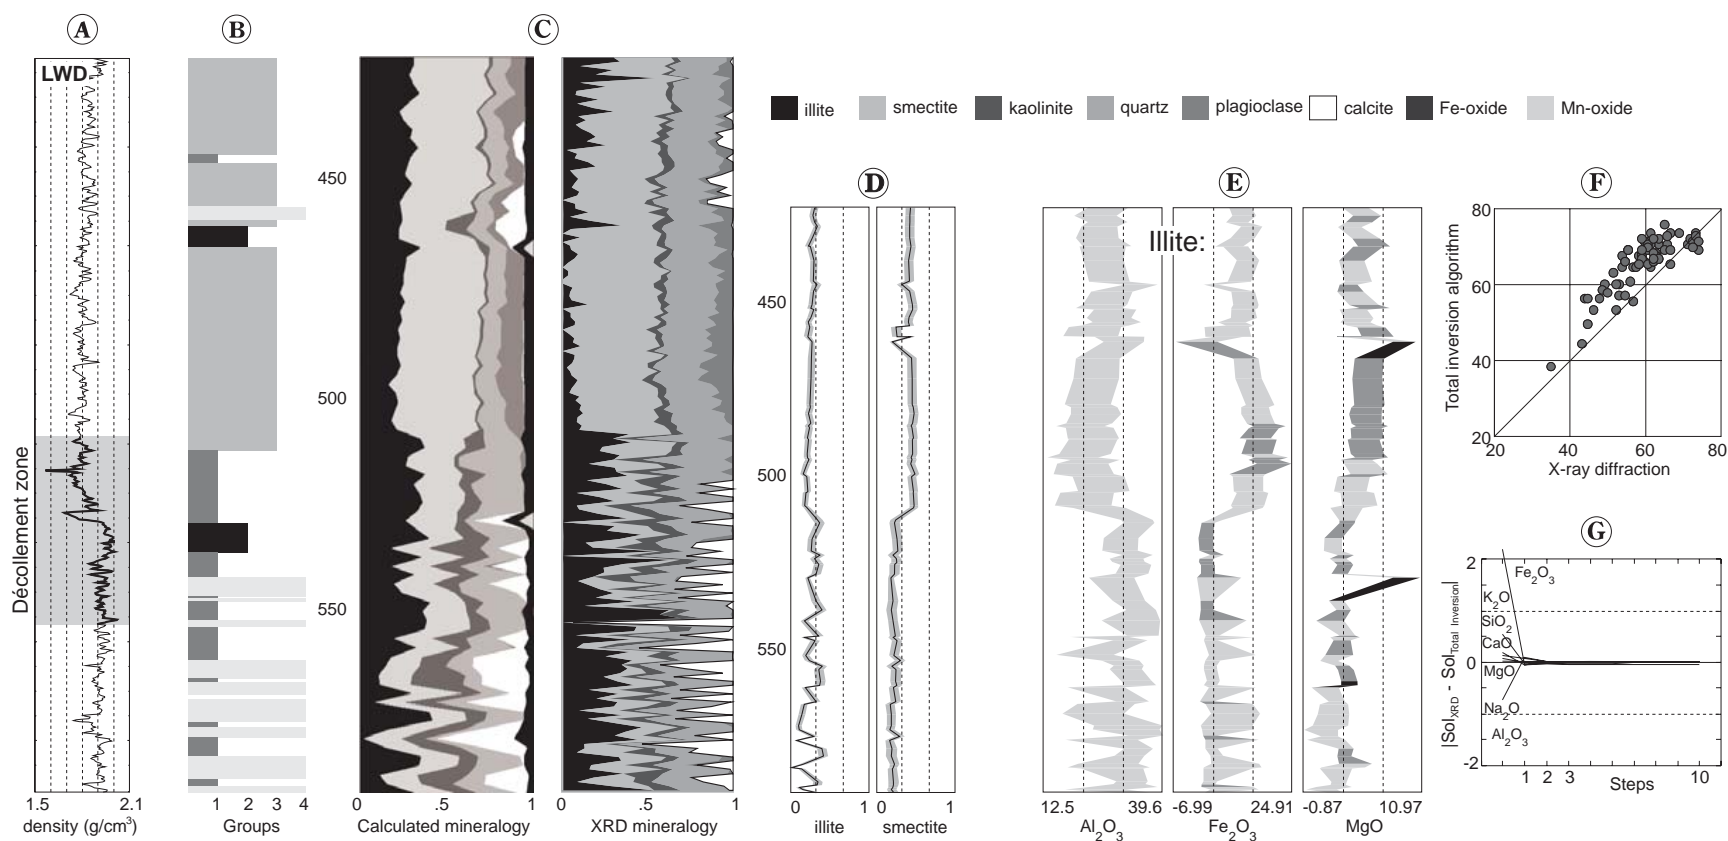 A
B
C
LWD
illite
smectite
kaolinite
quartz
plagioclase
calcite
Fe-oxide
Mn-oxide
450
500
550
Décollement zone
1.5 2.1
density (g/cm³)
1 2 3 4
Groups
0 .5 1
Calculated mineralogy
0 .5 1
XRD mineralogy
D
450
500
550
0 1
illite
0 1
smectite
E
Illite:
12.5 39.6
Al₂O₃
-6.99 24.91
Fe₂O₃
-0.87 10.97
MgO
F
Total inversion algorithm
80
60
40
20
20 40 60 80
X-ray diffraction
G
|Sol_XRD - Sol_Total Inversion|
2
1
0
-1
-2
Fe₂O₃
K₂O
SiO₂
CaO
MgO
Na₂O
Al₂O₃
1 2 3 10
Steps